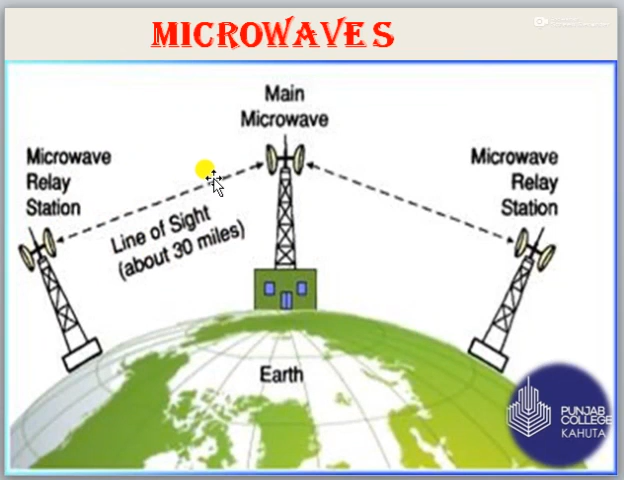 MICROWAVES
Main
Microwave
Microwave
Relay
Station
Microwave
Relay
Station
Line of Sight
(about 30 miles)
Earth
PUNJAB
COLLEGE
KAHUTA